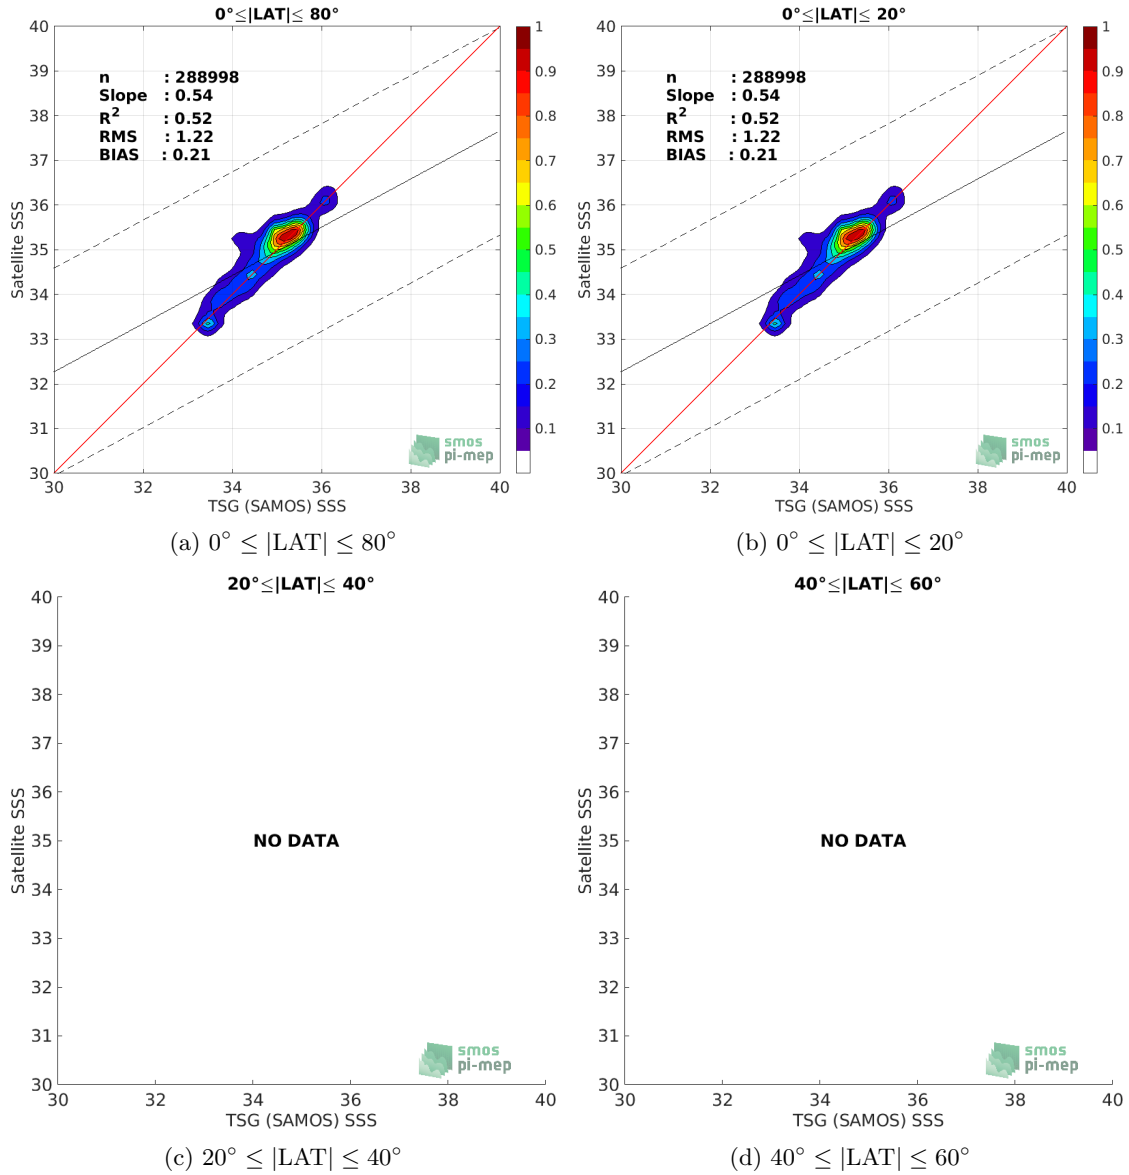 0°≤|LAT|≤ 80°
40
39
38
37
36
35
34
33
32
31
30
Satellite SSS
n : 288998
Slope : 0.54
R² : 0.52
RMS : 1.22
BIAS : 0.21
smos
pi-mep
30 32 34 36 38 40
TSG (SAMOS) SSS
1
0.9
0.8
0.7
0.6
0.5
0.4
0.3
0.2
0.1
(a) 0° ≤ |LAT| ≤ 80°
0°≤|LAT|≤ 20°
40
39
38
37
36
35
34
33
32
31
30
Satellite SSS
n : 288998
Slope : 0.54
R² : 0.52
RMS : 1.22
BIAS : 0.21
smos
pi-mep
30 32 34 36 38 40
TSG (SAMOS) SSS
1
0.9
0.8
0.7
0.6
0.5
0.4
0.3
0.2
0.1
(b) 0° ≤ |LAT| ≤ 20°
20°≤|LAT|≤ 40°
40
39
38
37
36
35
34
33
32
31
30
Satellite SSS
NO DATA
smos
pi-mep
30 32 34 36 38 40
TSG (SAMOS) SSS
(c) 20° ≤ |LAT| ≤ 40°
40°≤|LAT|≤ 60°
40
39
38
37
36
35
34
33
32
31
30
Satellite SSS
NO DATA
smos
pi-mep
30 32 34 36 38 40
TSG (SAMOS) SSS
(d) 40° ≤ |LAT| ≤ 60°